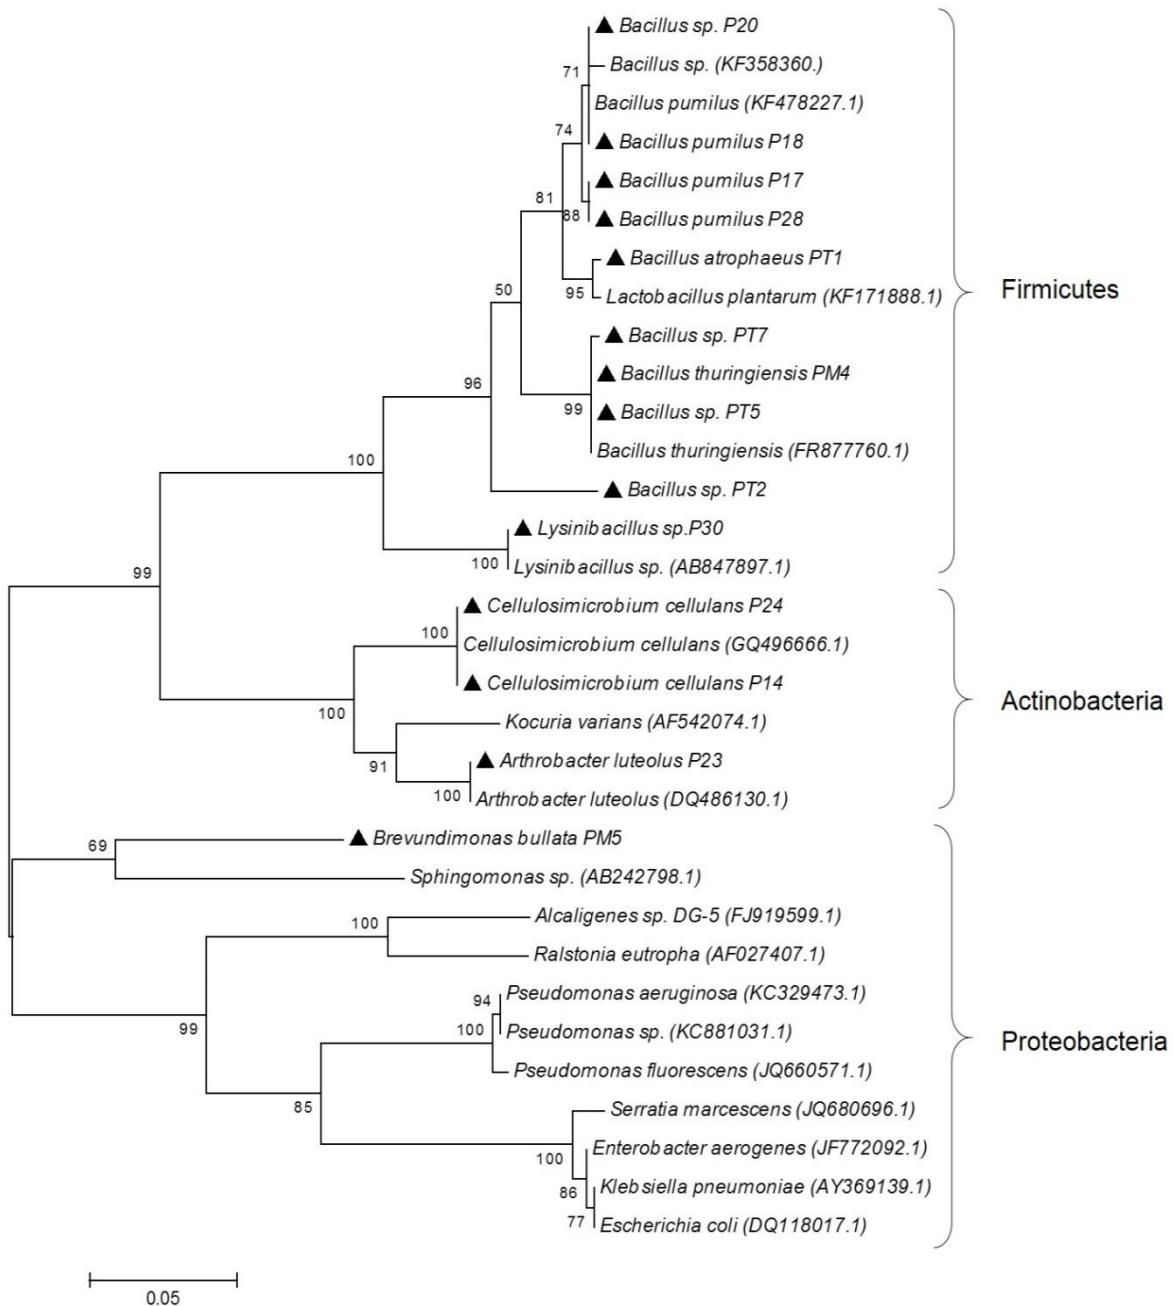 Bacillus sp. P20
71
Bacillus sp. (KF358360.)
Bacillus pumilus (KF478227.1)
74
Bacillus pumilus P18
Bacillus pumilus P17
81
88
Bacillus pumilus P28
Bacillus atrophaeus PT1
50
95
Lactobacillus plantarum (KF171888.1)
Firmicutes
Bacillus sp. PT7
96
Bacillus thuringiensis PM4
99
Bacillus sp. PT5
Bacillus thuringiensis (FR877760.1)
100
Bacillus sp. PT2
Lysinibacillus sp.P30
100
Lysinibacillus sp. (AB847897.1)
99
Cellulosimicrobium cellulans P24
100
Cellulosimicrobium cellulans (GQ496666.1)
Cellulosimicrobium cellulans P14
100
Actinobacteria
Kocuria varians (AF542074.1)
91
Arthrobacter luteolus P23
100
Arthrobacter luteolus (DQ486130.1)
Brevundimonas bullata PM5
69
Sphingomonas sp. (AB242798.1)
Alcaligenes sp. DG-5 (FJ919599.1)
100
Ralstonia eutropha (AF027407.1)
Pseudomonas aeruginosa (KC329473.1)
94
99
100
Pseudomonas sp. (KC881031.1)
Proteobacteria
Pseudomonas fluorescens (JQ660571.1)
85
Serratia marcescens (JQ680696.1)
Enterobacter aerogenes (JF772092.1)
100
Klebsiella pneumoniae (AY369139.1)
86
77
Escherichia coli (DQ118017.1)
0.05